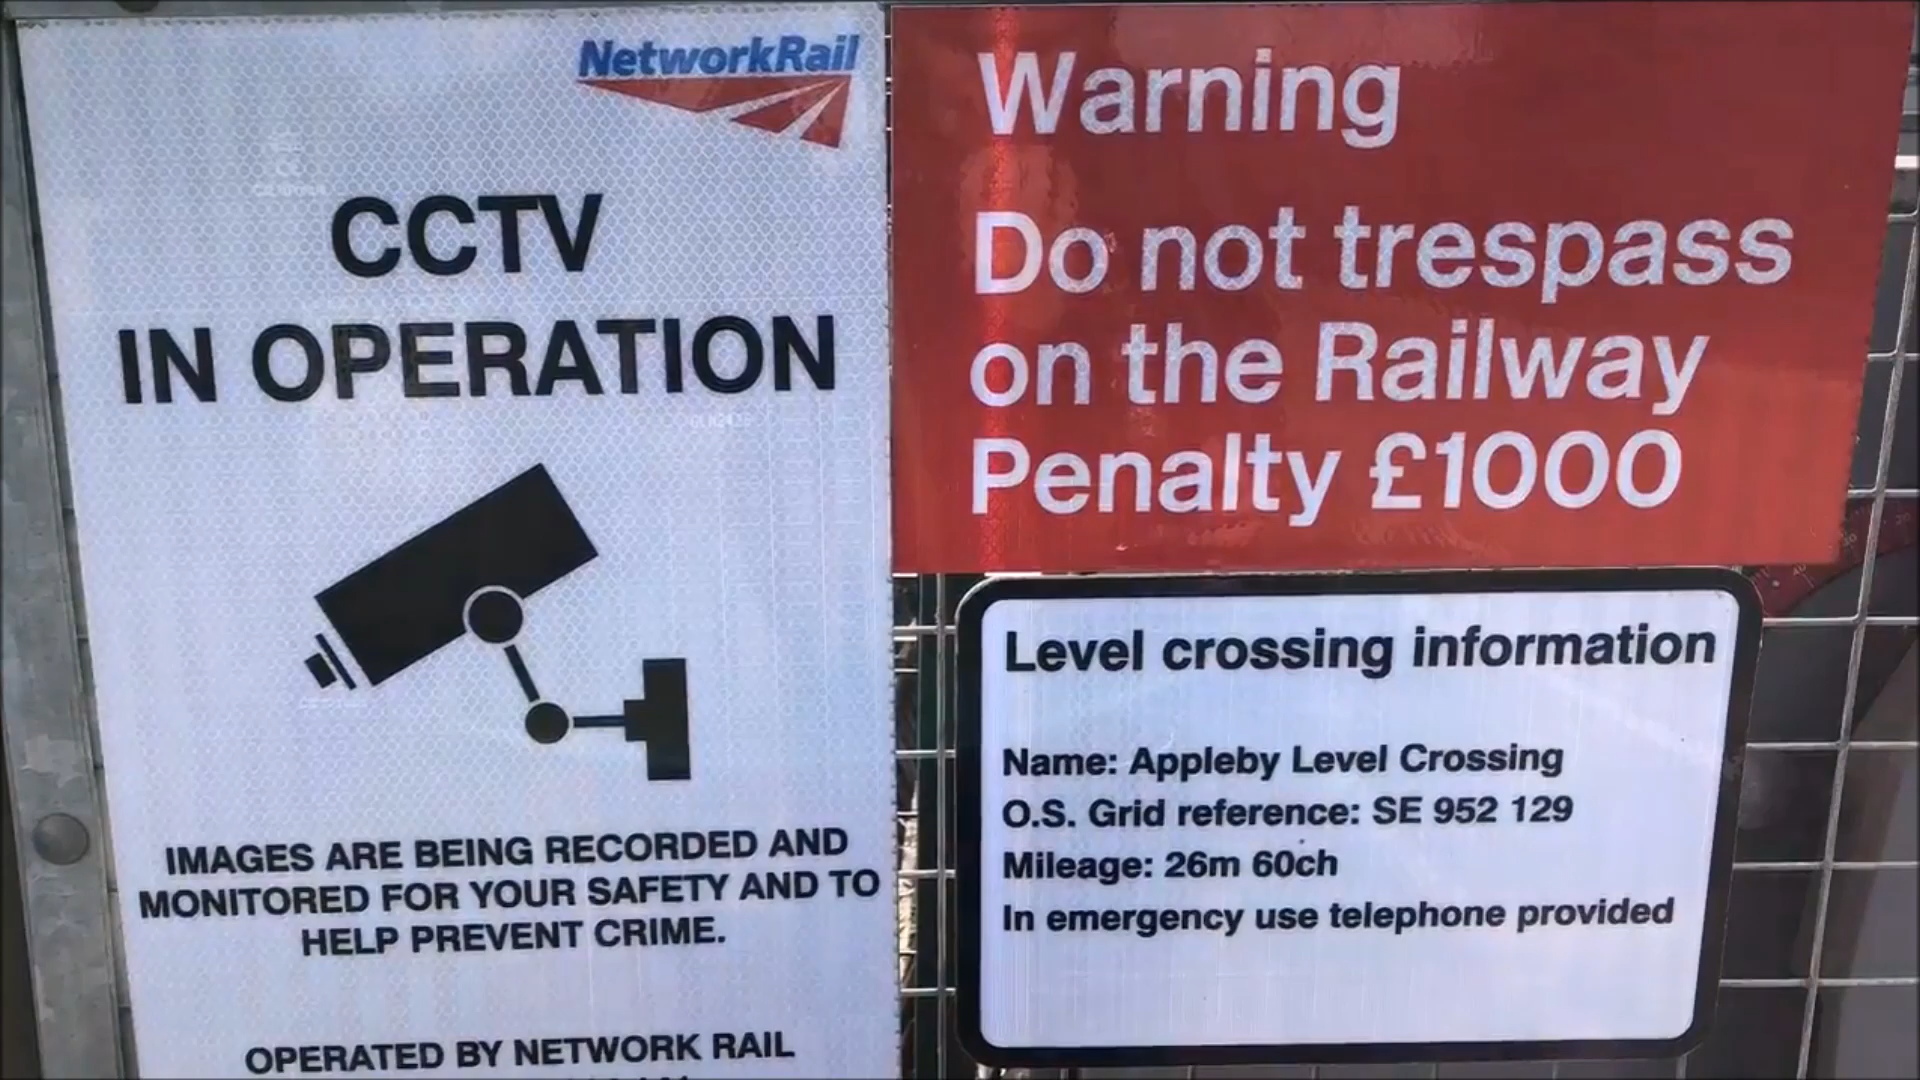 NetworkRail
CCTV
IN OPERATION
IMAGES ARE BEING RECORDED AND
MONITORED FOR YOUR SAFETY AND TO
HELP PREVENT CRIME.
OPERATED BY NETWORK RAIL
Warning
Do not trespass
on the Railway
Penalty £1000
Level crossing information
Name: Appleby Level Crossing
O.S. Grid reference: SE 952 129
Mileage: 26m 60ch
In emergency use telephone provided